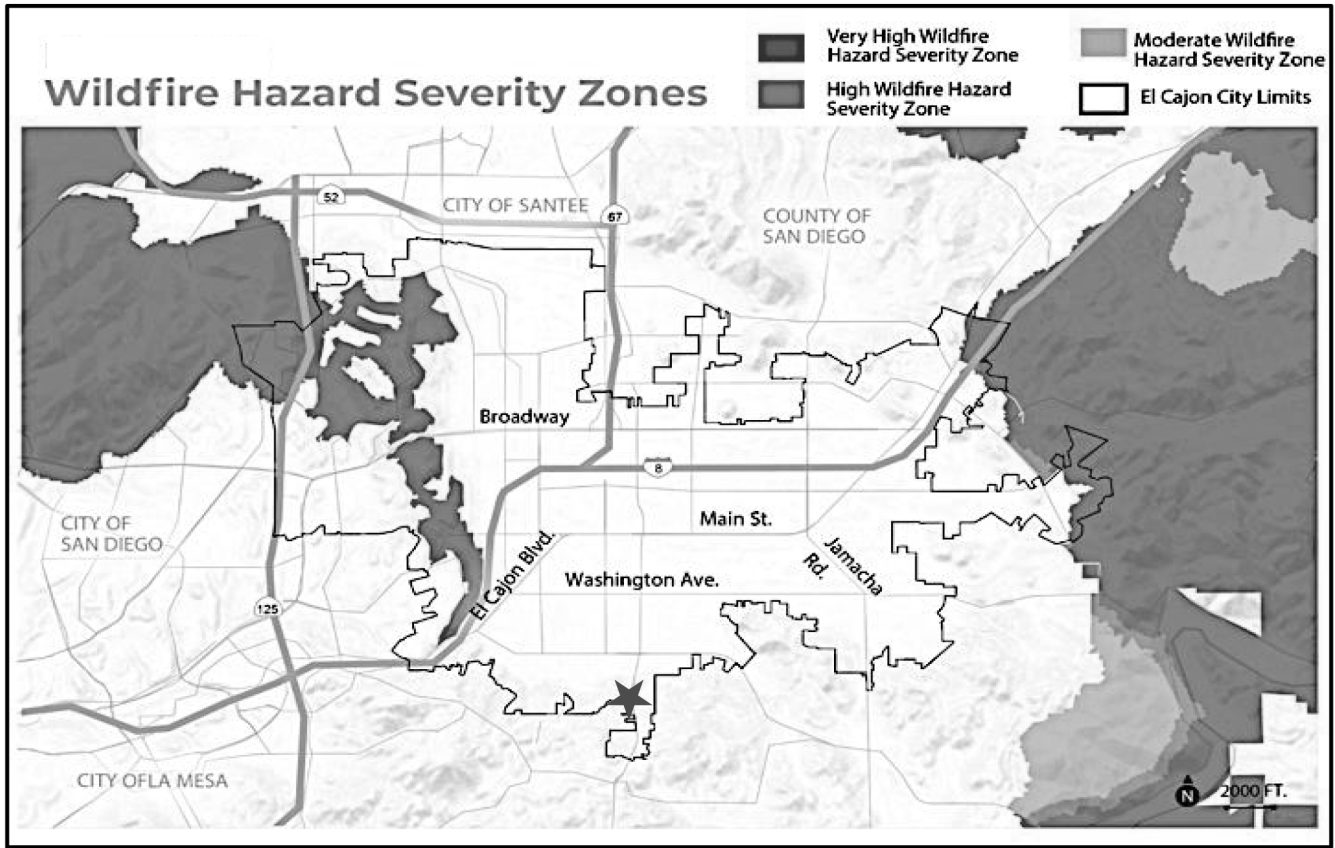 Very High Wildfire
Hazard Severity Zone
Moderate Wildfire
Hazard Severity Zone
High Wildfire Hazard
Severity Zone
El Cajon City Limits
Wildfire Hazard Severity Zones
52
CITY OF SANTEE
67
COUNTY OF
SAN DIEGO
Broadway
8
CITY OF
SAN DIEGO
Main St.
El Cajon Blvd.
Jamacha
Rd.
Washington Ave.
125
CITY OFLA MESA
N
2000 FT.